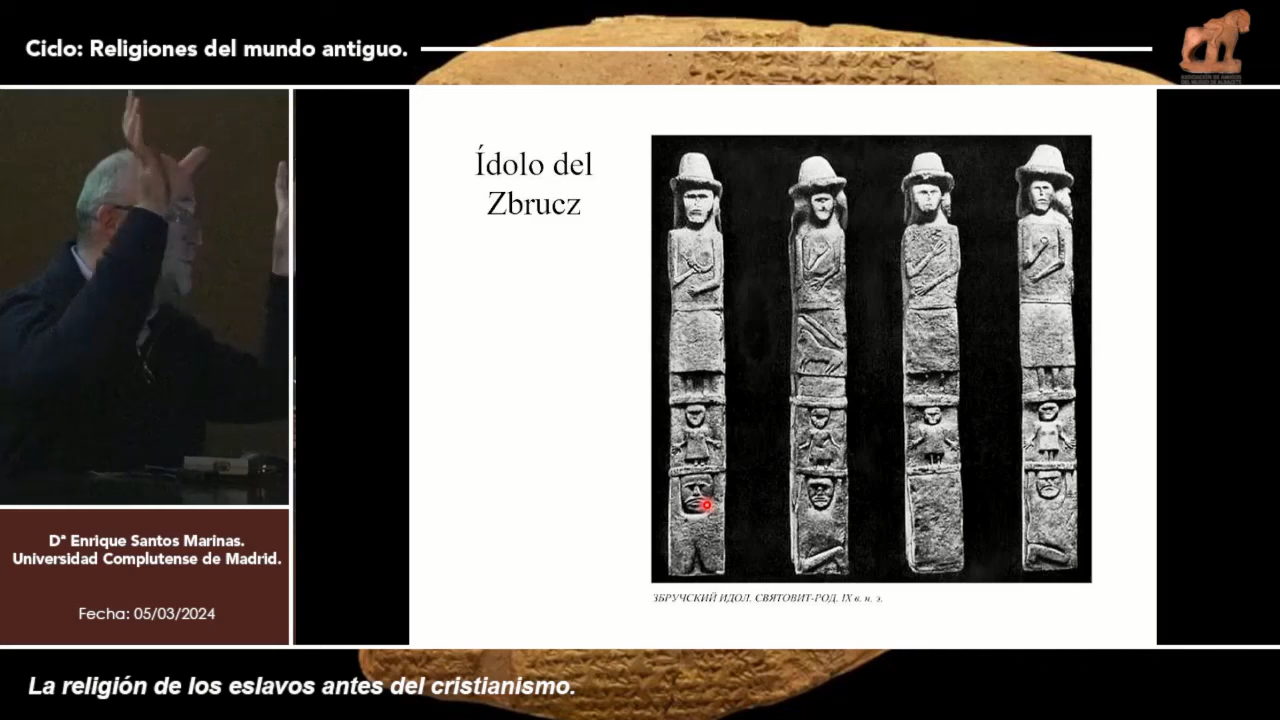 Ciclo: Religiones del mundo antiguo.
Ídolo del
Zbrucz
ЗБРУЧСКИЙ ИДОЛ. СВЯТОВИТ-РОД. IX в. н. э.
Dª Enrique Santos Marinas.
Universidad Complutense de Madrid.
Fecha: 05/03/2024
La religión de los eslavos antes del cristianismo.